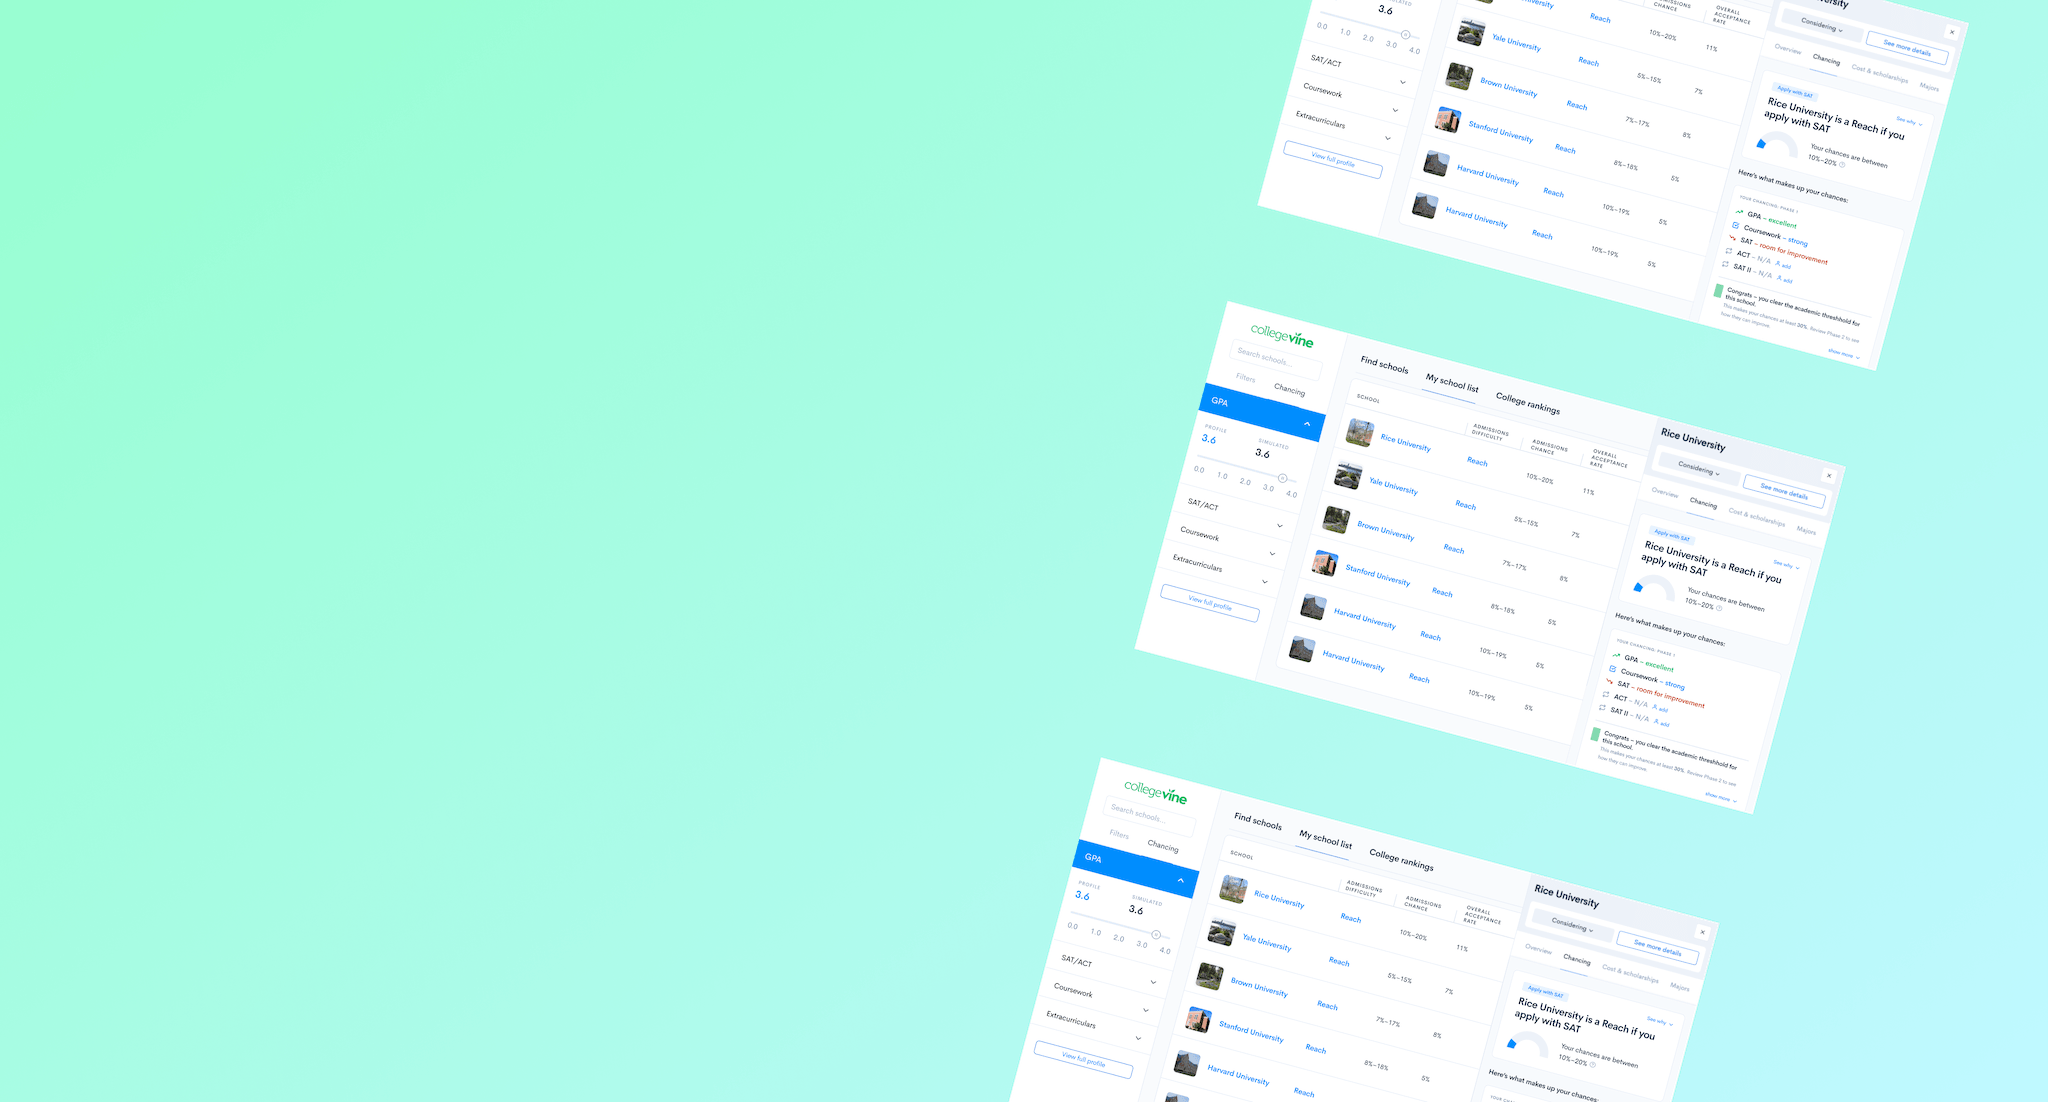 SIMULATED
3.6
0.0 1.0 2.0 3.0 4.0
SAT/ACT
Coursework
Extracurriculars
View full profile
ADMISSIONS CHANCE
OVERALL ACCEPTANCE RATE
Reach 10%–20% 11%
Yale University Reach 5%–15% 7%
Brown University Reach 7%–17% 8%
Stanford University Reach 8%–18% 5%
Harvard University Reach 10%–19% 5%
Harvard University Reach 10%–19% 5%
Considering
See more details
Overview Chancing Cost & scholarships Majors
Apply with SAT
See why
Rice University is a Reach if you
apply with SAT
Your chances are between
10%–20%
Here's what makes up your chances:
YOUR CHANCING: PHASE 1
GPA – excellent
Coursework – strong
SAT – room for improvement
ACT – N/A add
SAT II – N/A add
Congrats – you clear the academic threshhold for
this school.
This makes your chances at least 30%. Review Phase 2 to see
how they can improve.
show more
collegevine
Search schools...
Filters Chancing
GPA
PROFILE SIMULATED
3.6 3.6
0.0 1.0 2.0 3.0 4.0
SAT/ACT
Coursework
Extracurriculars
View full profile
Find schools My school list College rankings
SCHOOL
ADMISSIONS DIFFICULTY
ADMISSIONS CHANCE
OVERALL ACCEPTANCE RATE
Rice University Reach 10%–20% 11%
Yale University Reach 5%–15% 7%
Brown University Reach 7%–17% 8%
Stanford University Reach 8%–18% 5%
Harvard University Reach 10%–19% 5%
Harvard University Reach 10%–19% 5%
Rice University
Considering
See more details
Overview Chancing Cost & scholarships Majors
Apply with SAT
See why
Rice University is a Reach if you
apply with SAT
Your chances are between
10%–20%
Here's what makes up your chances:
YOUR CHANCING: PHASE 1
GPA – excellent
Coursework – strong
SAT – room for improvement
ACT – N/A add
SAT II – N/A add
Congrats – you clear the academic threshhold for
this school.
This makes your chances at least 30%. Review Phase 2 to see
how they can improve.
show more
collegevine
Search schools...
Filters Chancing
GPA
PROFILE SIMULATED
3.6 3.6
0.0 1.0 2.0 3.0 4.0
SAT/ACT
Coursework
Extracurriculars
View full profile
Find schools My school list College rankings
SCHOOL
ADMISSIONS DIFFICULTY
ADMISSIONS CHANCE
OVERALL ACCEPTANCE RATE
Rice University Reach 10%–20% 11%
Yale University Reach 5%–15% 7%
Brown University Reach 7%–17% 8%
Stanford University Reach 8%–18% 5%
Harvard University Reach
Rice University
Considering
See more details
Overview Chancing Cost & scholarships Majors
Apply with SAT
See why
Rice University is a Reach if you
apply with SAT
Your chances are between
10%–20%
Here's what makes up your chances: